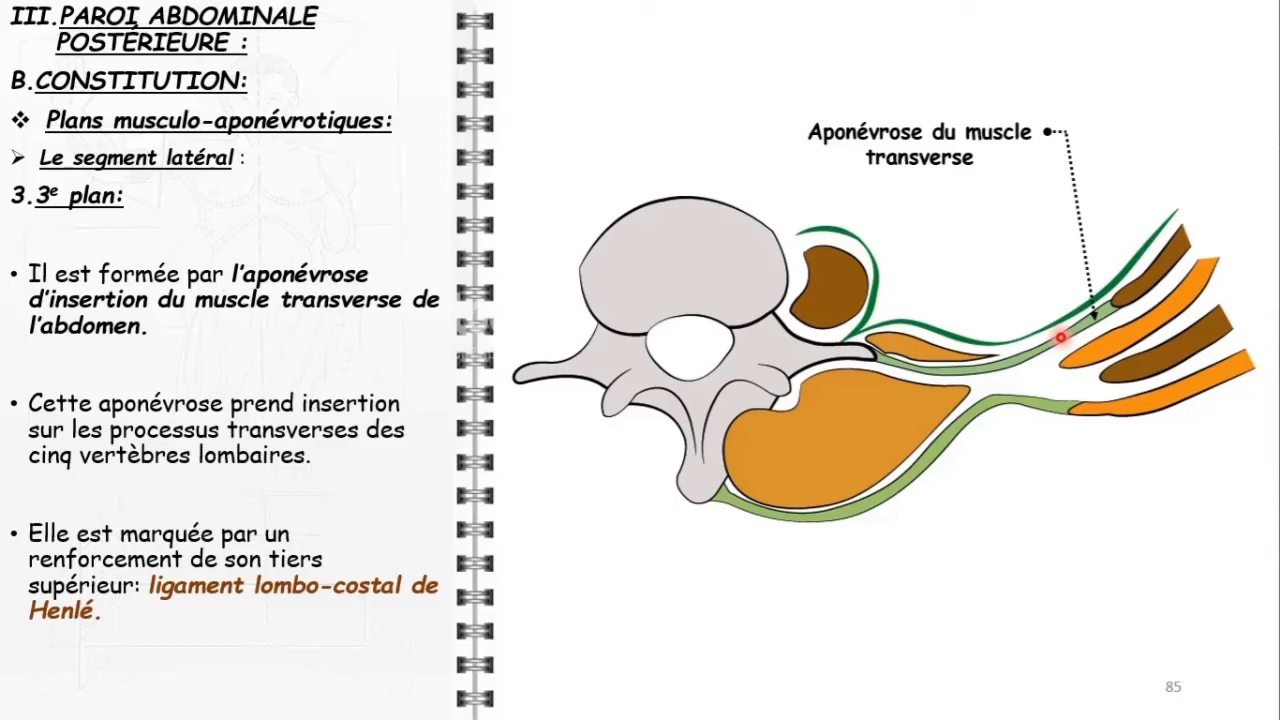 III.PAROI ABDOMINALE
POSTÉRIEURE :
B.CONSTITUTION:
❖ Plans musculo-aponévrotiques:
➢ Le segment latéral :
3.3e plan:
• Il est formée par l'aponévrose
d'insertion du muscle transverse de
l'abdomen.
• Cette aponévrose prend insertion
sur les processus transverses des
cinq vertèbres lombaires.
• Elle est marquée par un
renforcement de son tiers
supérieur: ligament lombo-costal de
Henlé.
Aponévrose du muscle
transverse
85